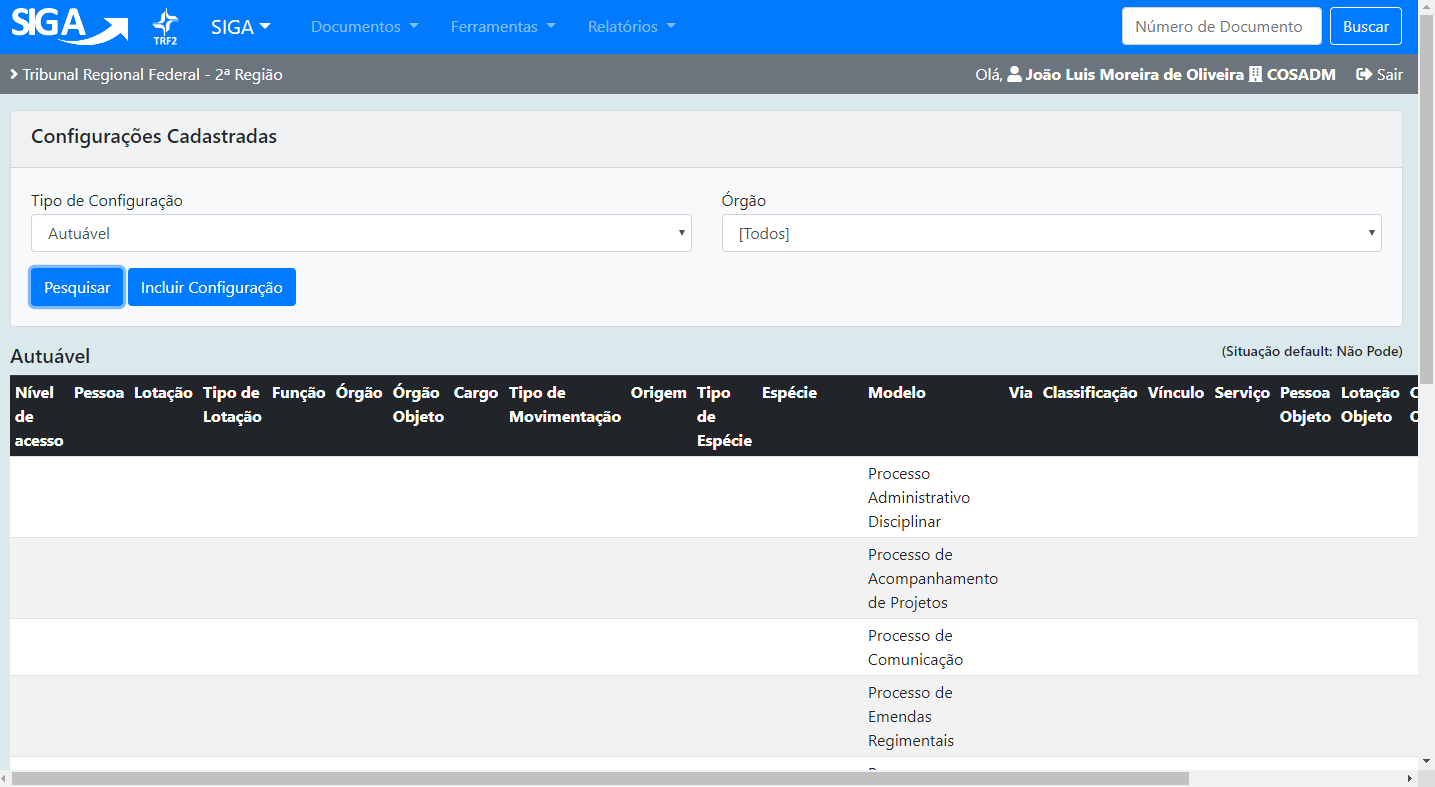 SIGA TRF2 SIGA Documentos Ferramentas Relatórios Número de Documento Buscar
Tribunal Regional Federal - 2ª Região Olá, João Luis Moreira de Oliveira COSADM Sair
Configurações Cadastradas
Tipo de Configuração Órgão
Autuável [Todos]
Pesquisar Incluir Configuração
Autuável (Situação default: Não Pode)
Nível Pessoa Lotação Tipo de Função Órgão Órgão Cargo Tipo de Origem Tipo Espécie Modelo Via Classificação Vínculo Serviço Pessoa Lotação
de Lotação Objeto Movimentação de Objeto Objeto
acesso Espécie
Processo
Administrativo
Disciplinar
Processo de
Acompanhamento
de Projetos
Processo de
Comunicação
Processo de
Emendas
Regimentais